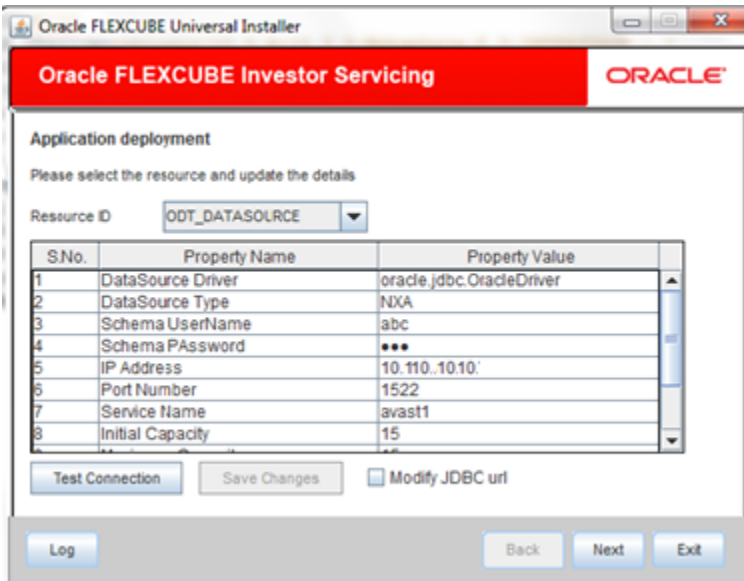 Oracle FLEXCUBE Universal Installer
Oracle FLEXCUBE Investor Servicing
ORACLE
Application deployment
Please select the resource and update the details
Resource ID ODT_DATASOURCE
S.No. Property Name Property Value
1 DataSource Driver oracle.jdbc.OracleDriver
2 DataSource Type NXA
3 Schema UserName abc
4 Schema PAssword •••
5 IP Address
6 Port Number 1522
7 Service Name avast1
8 Initial Capacity 15
Test Connection Save Changes Modify JDBC url
Log Back Next Exit